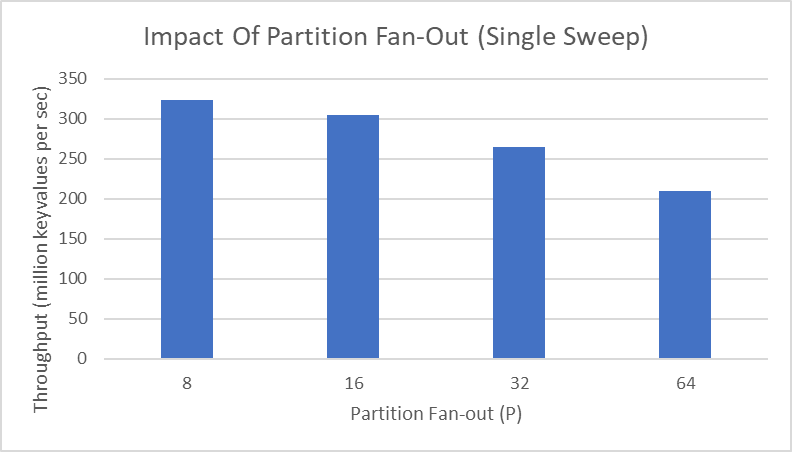 Impact Of Partition Fan-Out (Single Sweep)
Throughput (million keyvalues per sec)
350
300
250
200
150
100
50
0
8 16 32 64
Partition Fan-out (P)